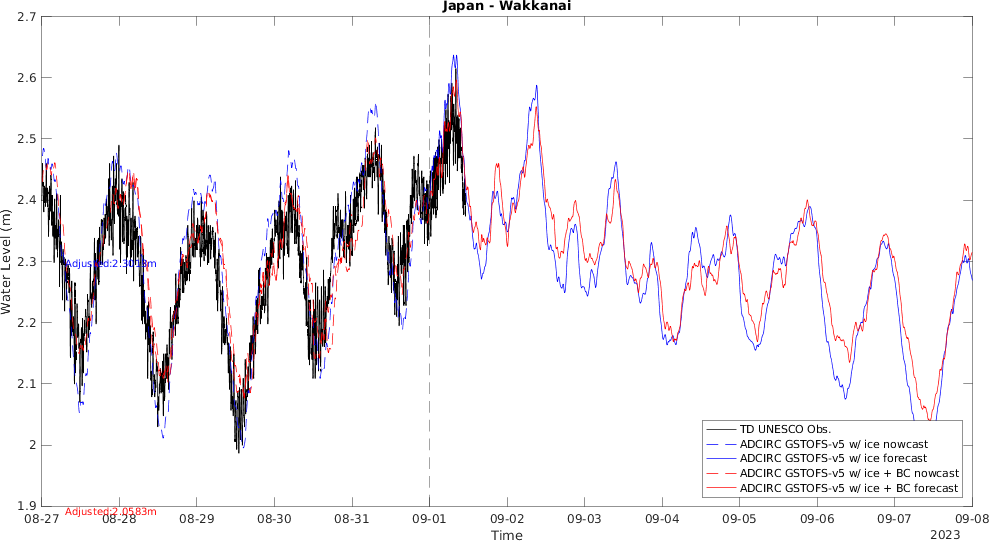 Japan - Wakkanai
2.7
2.6
2.5
2.4
2.3
2.2
2.1
2
1.9
Water Level (m)
Adjusted:2.3018m
Adjusted:2.0583m
TD UNESCO Obs.
ADCIRC GSTOFS-v5 w/ ice nowcast
ADCIRC GSTOFS-v5 w/ ice forecast
ADCIRC GSTOFS-v5 w/ ice + BC nowcast
ADCIRC GSTOFS-v5 w/ ice + BC forecast
08-27 08-28 08-29 08-30 08-31 09-01 09-02 09-03 09-04 09-05 09-06 09-07 09-08
Time
2023